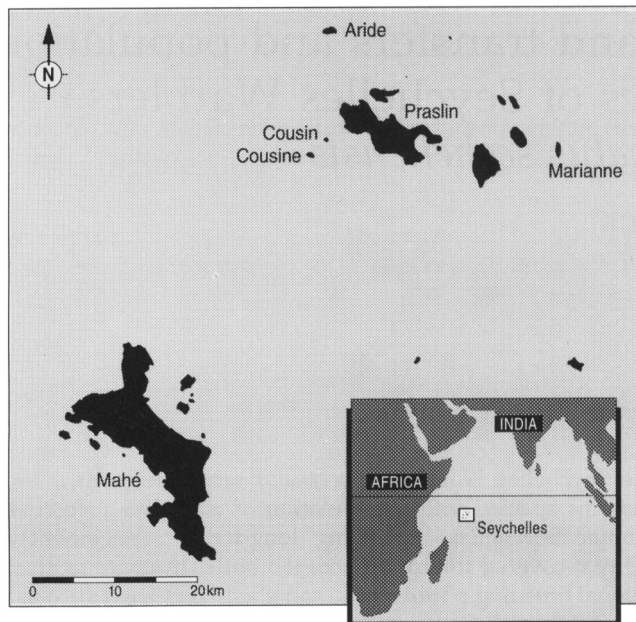 Aride
N
Praslin
Cousin
Cousine
Marianne
Mahé
0 10 20km
INDIA
AFRICA
Seychelles